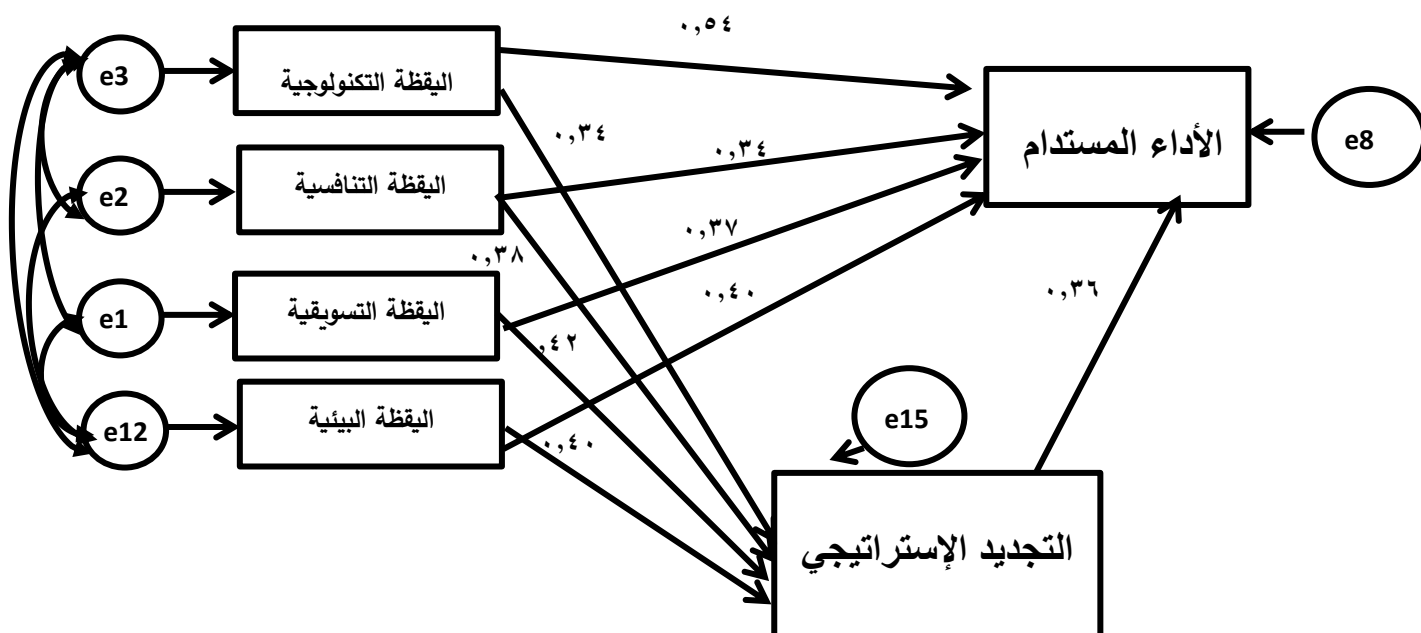 ٠,٥٤
e3
اليقظة التكنولوجية
الأداء المستدام
e8
٠,٣٤
٠,٣٤
e2
اليقظة التنافسية
٠,٣٧
٠,٣٨
٠,٤٠
٠,٣٦
e1
اليقظة التسويقية
,٤٢
e12
اليقظة البيئية
٠,٤٠
e15
التجديد الإستراتيجي